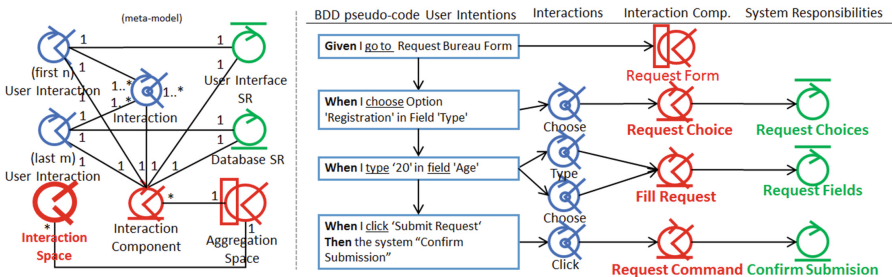 (meta-model)
1
1
1
1
(first n)
User Interaction
User Interface
SR
1..*
1..*
1..*
Interaction
1
1
(last m)
User Interaction
Database SR
1
1
1
1
1
1
*
1
Interaction
Space
*
Interaction
Component
Aggregation
Space
1
BDD pseudo-code User Intentions
Interactions
Interaction Comp.
System Responsibilities
Given I go to Request Bureau Form
Request Form
When I choose Option
'Registration' in Field 'Type'
Choose
Request Choice
Request Choices
When I type '20' in field 'Age'
Type
Choose
Fill Request
Request Fields
When I click 'Submit Request'
Then the system "Confirm
Submission"
Click
Request Command
Confirm Submision